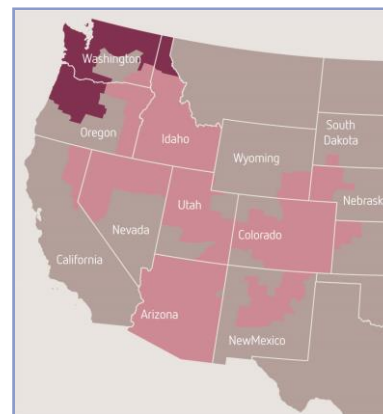 Washington
Oregon
Idaho
South
Dakota
Wyoming
Nebrask
Utah
Nevada
Colorado
California
Arizona
NewMexico